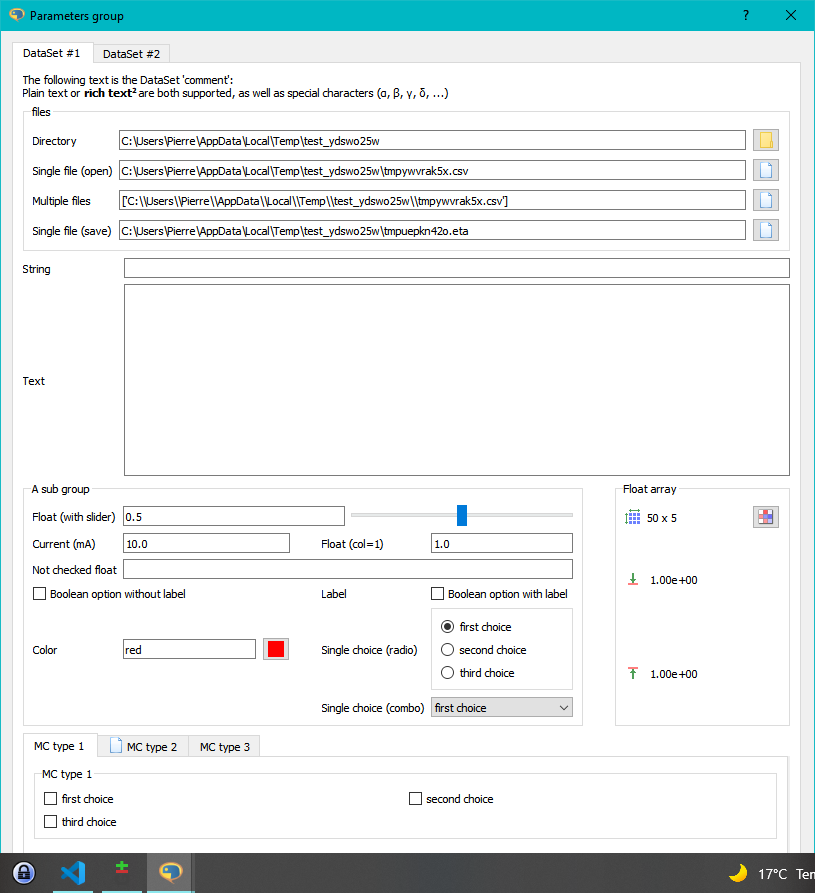 Parameters group
?
DataSet #1
DataSet #2
The following text is the DataSet 'comment':
Plain text or rich text² are both supported, as well as special characters (α, β, γ, δ, ...)
files
Directory C:\Users\Pierre\AppData\Local\Temp\test_ydswo25w
Single file (open) C:\Users\Pierre\AppData\Local\Temp\test_ydswo25w\tmpywvrak5x.csv
Multiple files ['C:\\Users\\Pierre\\AppData\\Local\\Temp\\test_ydswo25w\\tmpywvrak5x.csv']
Single file (save) C:\Users\Pierre\AppData\Local\Temp\test_ydswo25w\tmpuepkn42o.eta
String
Text
A sub group
Float (with slider) 0.5
Current (mA) 10.0 Float (col=1) 1.0
Not checked float
Boolean option without label Label Boolean option with label
Color red Single choice (radio)
first choice
second choice
third choice
Single choice (combo) first choice
Float array
50 x 5
1.00e+00
1.00e+00
MC type 1 MC type 2 MC type 3
MC type 1
first choice second choice
third choice
17°C